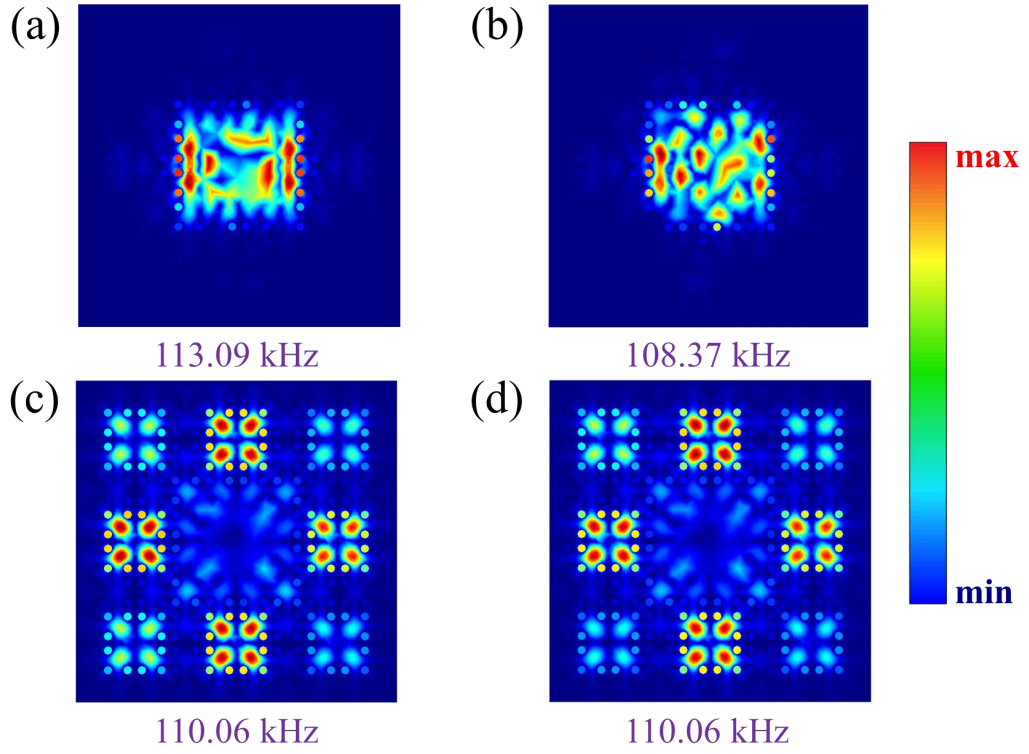 (a)
(b)
max
min
113.09 kHz
108.37 kHz
(c)
(d)
110.06 kHz
110.06 kHz